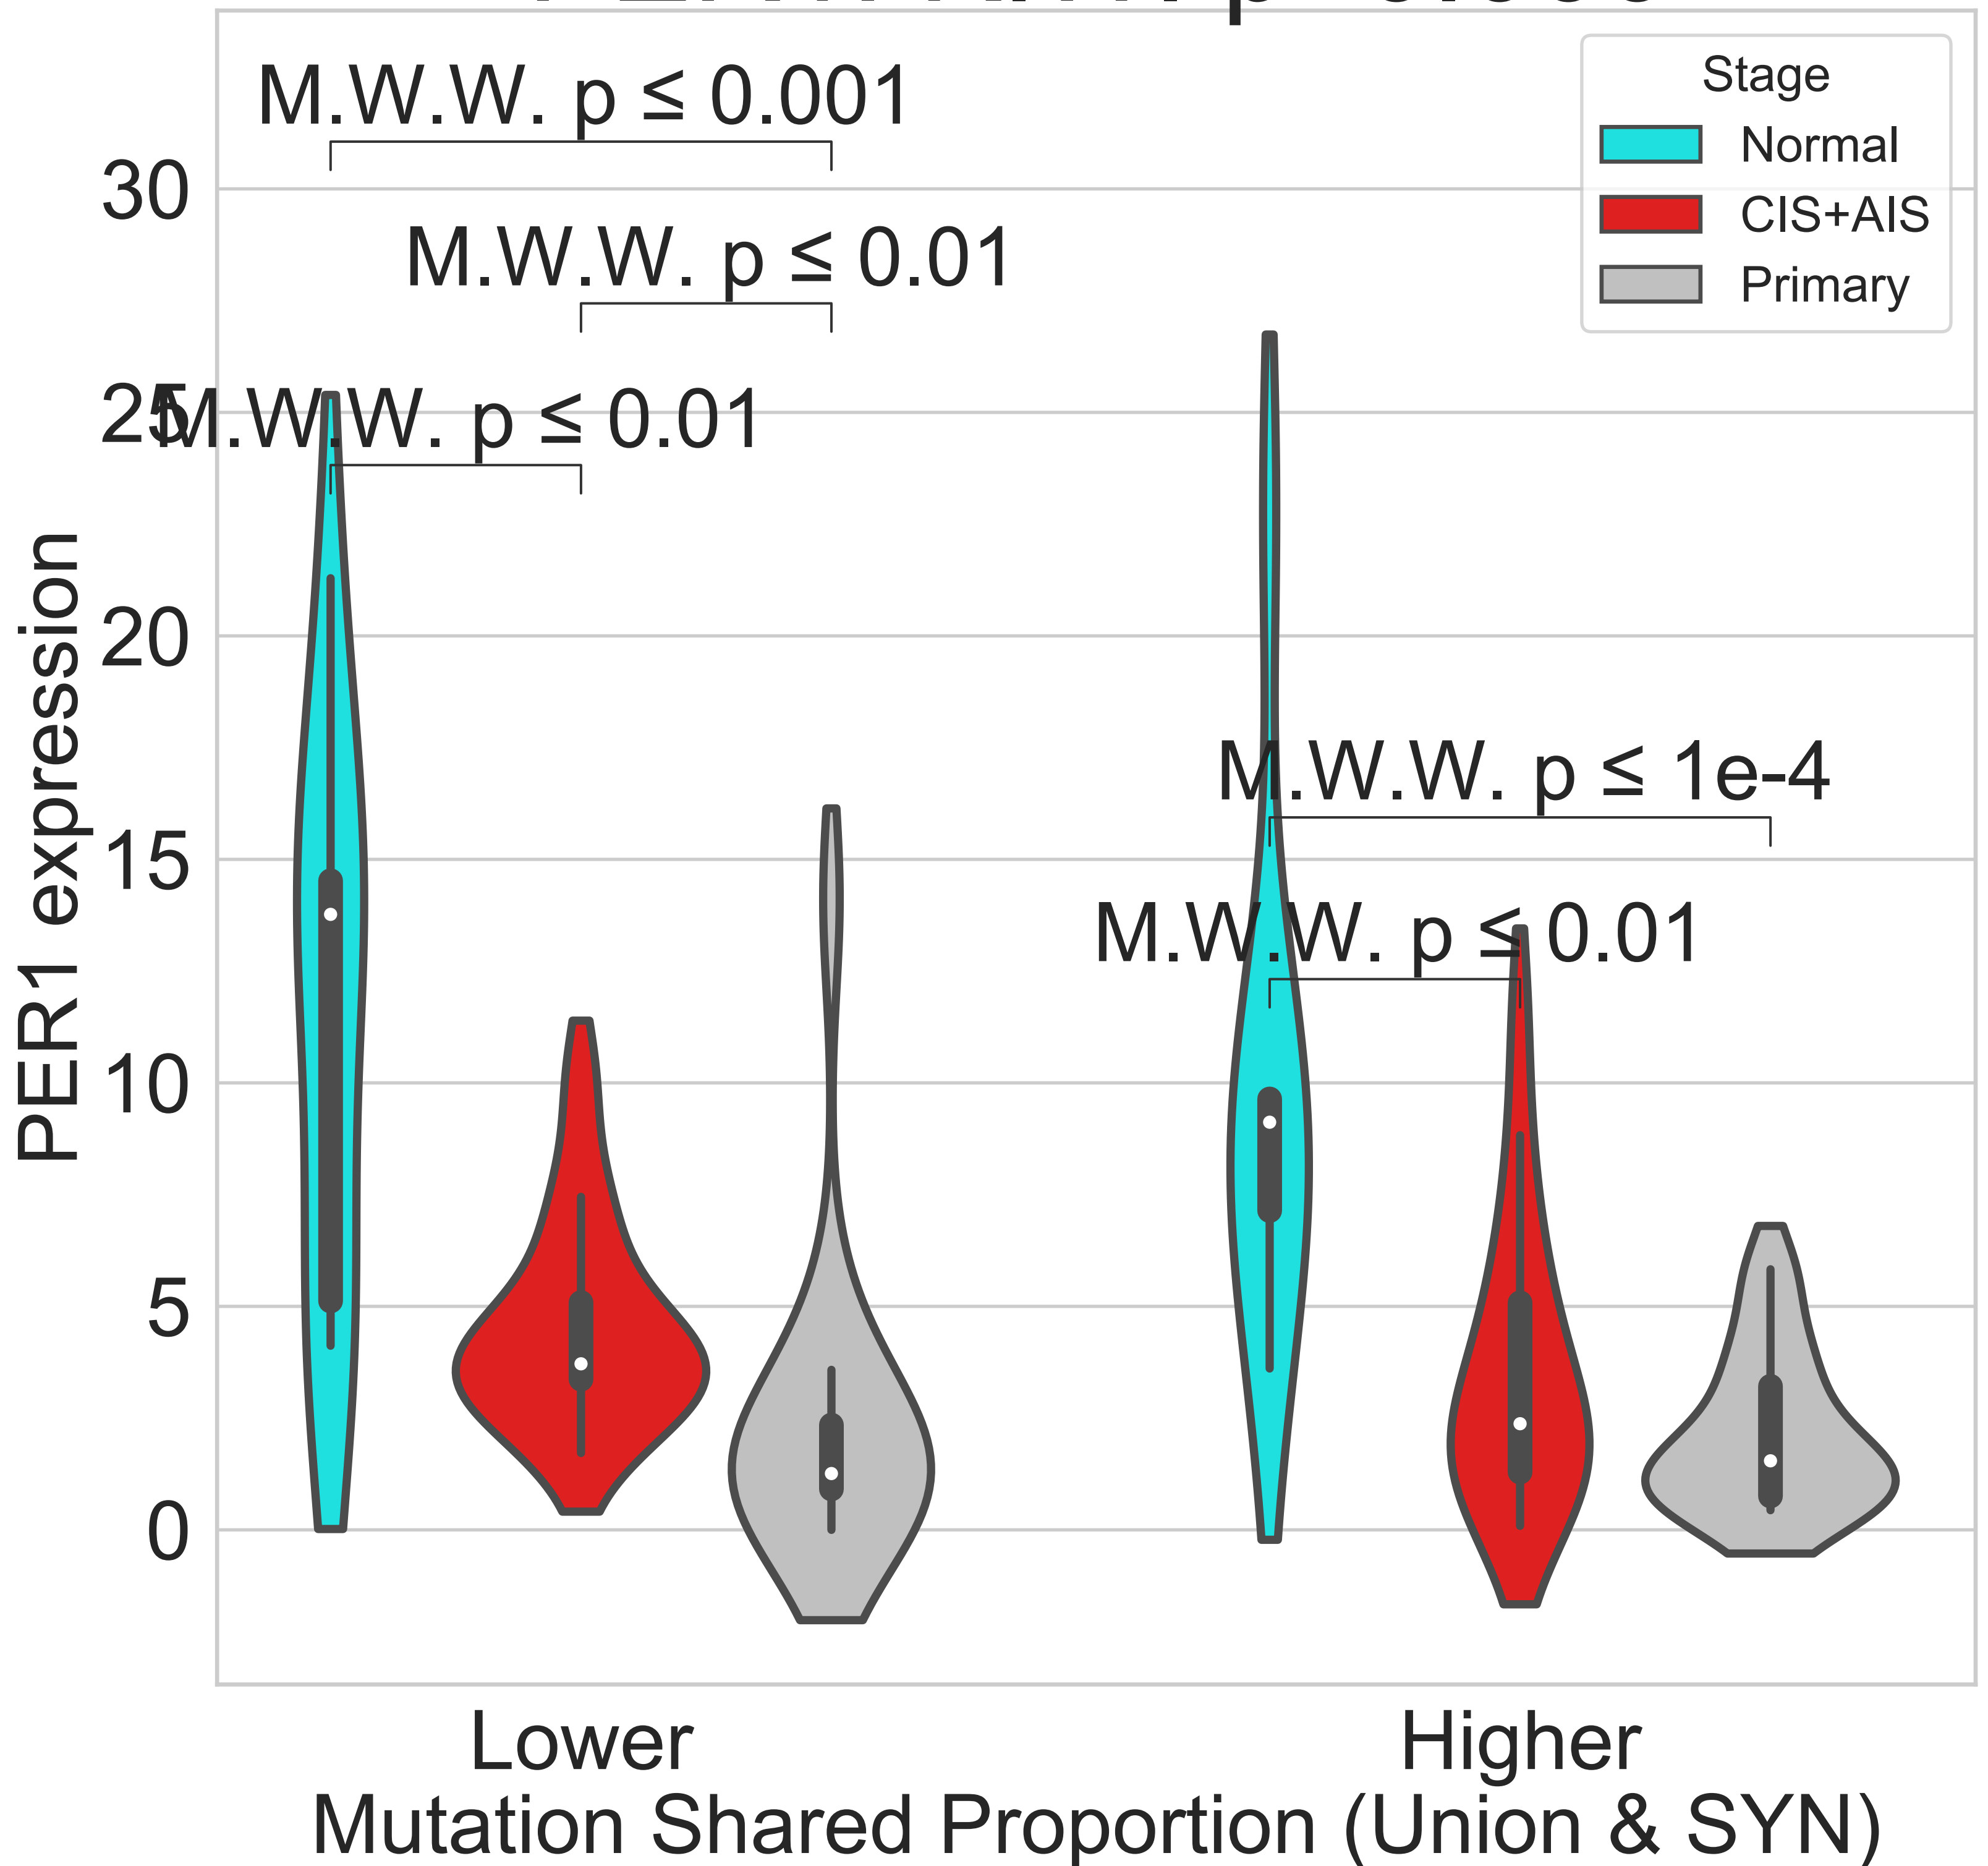 M.W.W. p ≤ 0.001
M.W.W. p ≤ 0.01
M.W.W. p ≤ 0.01
M.W.W. p ≤ 1e-4
M.W.W. p ≤ 0.01
Stage
Normal
CIS+AIS
Primary
PER1 expression
30
25
20
15
10
5
0
Lower
Higher
Mutation Shared Proportion (Union & SYN)